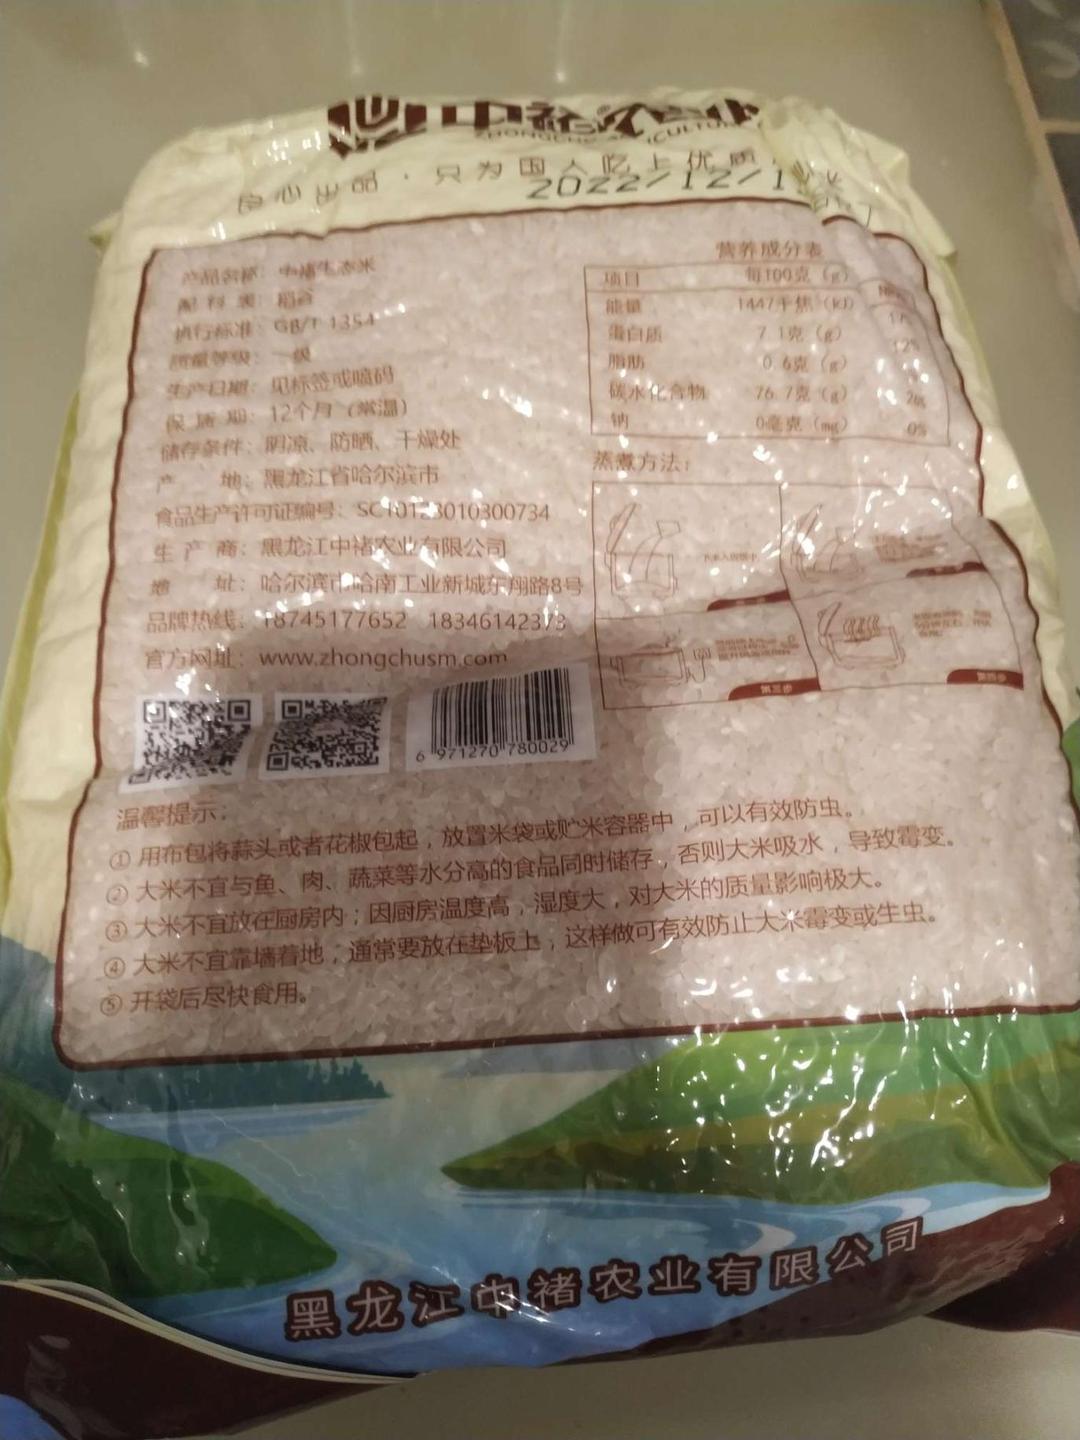 中褚农业
良心出品·只为国人吃上优质
2022/12/1
产品名称：中褚生态米
配料表：稻谷
执行标准：GB/T 1354
质量等级：一级
生产日期：见标签或喷码
保质期：12个月（常温）
储存条件：阴凉、防晒、干燥处
产地：黑龙江省哈尔滨市
食品生产许可证编号：SC10123010300734
生产商：黑龙江中褚农业有限公司
地址：哈尔滨市哈南工业新城东翔路8号
品牌热线：18745177652 18346142373
官方网址：www.zhongchusm.com
6 971270 780029
营养成分表
项目 每100克（g）
能量 1447千焦（kJ）
蛋白质 7.1克（g） 12%
脂肪 0.6克（g）
碳水化合物 76.7克（g） 26%
钠 0毫克（mg） 0%
蒸煮方法：
第三步
第四步
温馨提示：
① 用布包将蒜头或者花椒包起，放置米袋或贮米容器中，可以有效防虫。
② 大米不宜与鱼、肉、蔬菜等水分高的食品同时储存，否则大米吸水，导致霉变。
③ 大米不宜放在厨房内；因厨房温度高，湿度大，对大米的质量影响极大。
④ 大米不宜靠墙着地，通常要放在垫板上；这样做可有效防止大米霉变或生虫。
⑤ 开袋后尽快食用。
黑龙江中褚农业有限公司